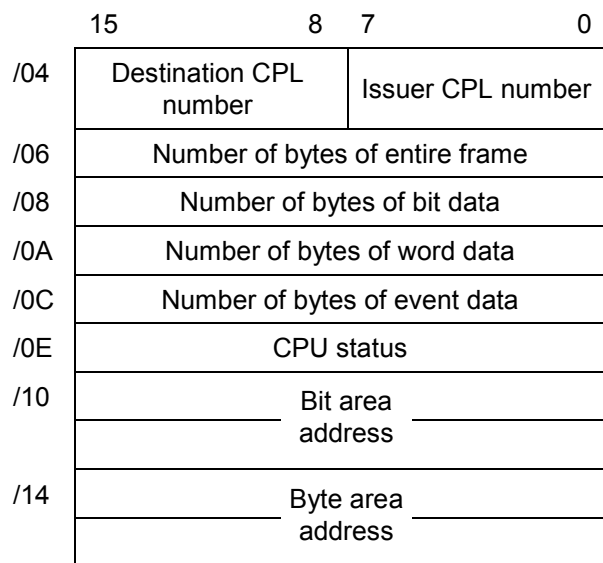 15 8 7 0
/04 Destination CPL number Issuer CPL number
/06 Number of bytes of entire frame
/08 Number of bytes of bit data
/0A Number of bytes of word data
/0C Number of bytes of event data
/0E CPU status
/10 Bit area
address
/14 Byte area
address